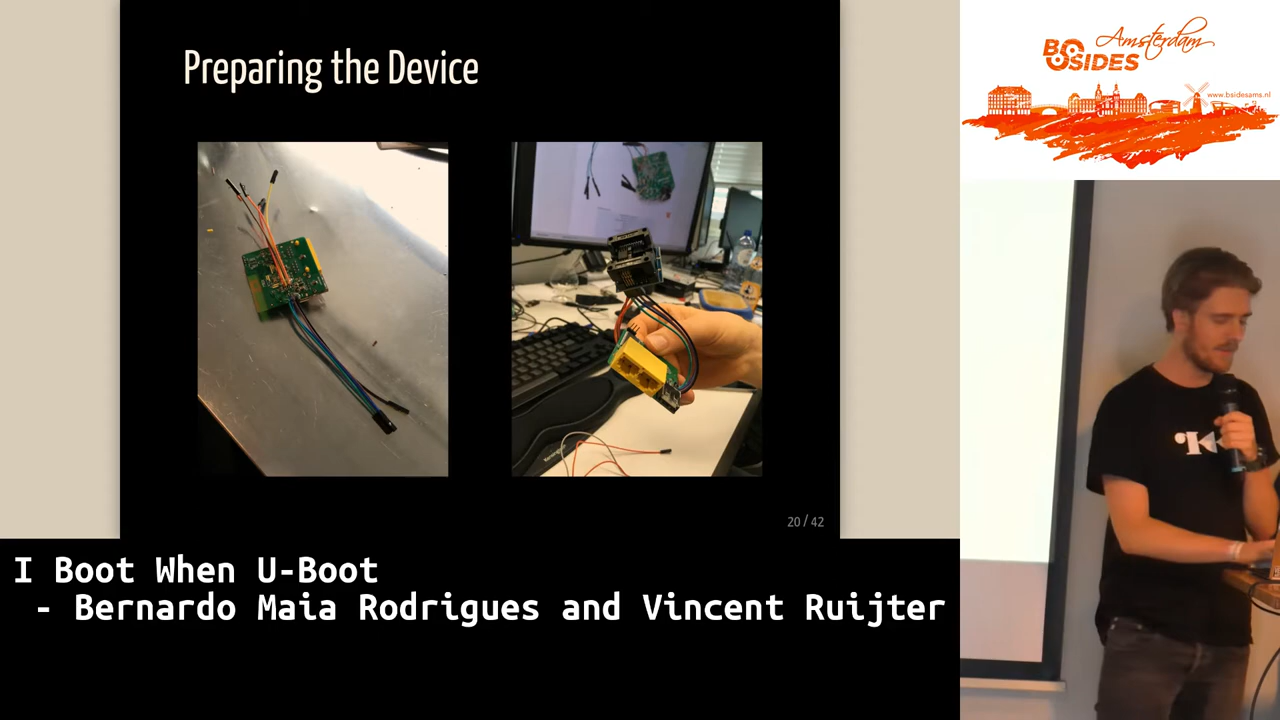 Preparing the Device
20 / 42
I Boot When U-Boot
- Bernardo Maia Rodrigues and Vincent Ruijter
Amsterdam
BSIDES
www.bsidesams.nl